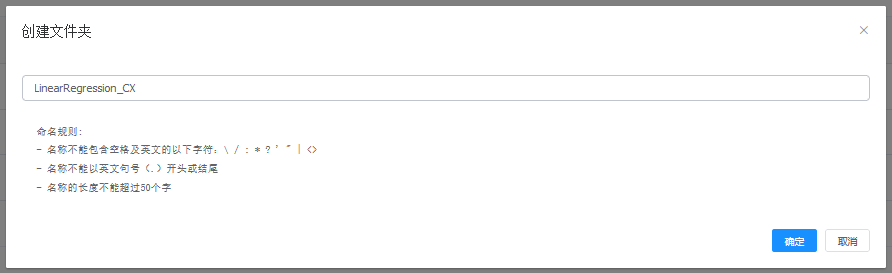 创建文件夹
LinearRegression_CX
命名规则:
- 名称不能包含空格及英文的以下字符: \ / : * ? ' " | <>
- 名称不能以英文句号 (.) 开头或结尾
- 名称的长度不能超过50个字
确定 取消